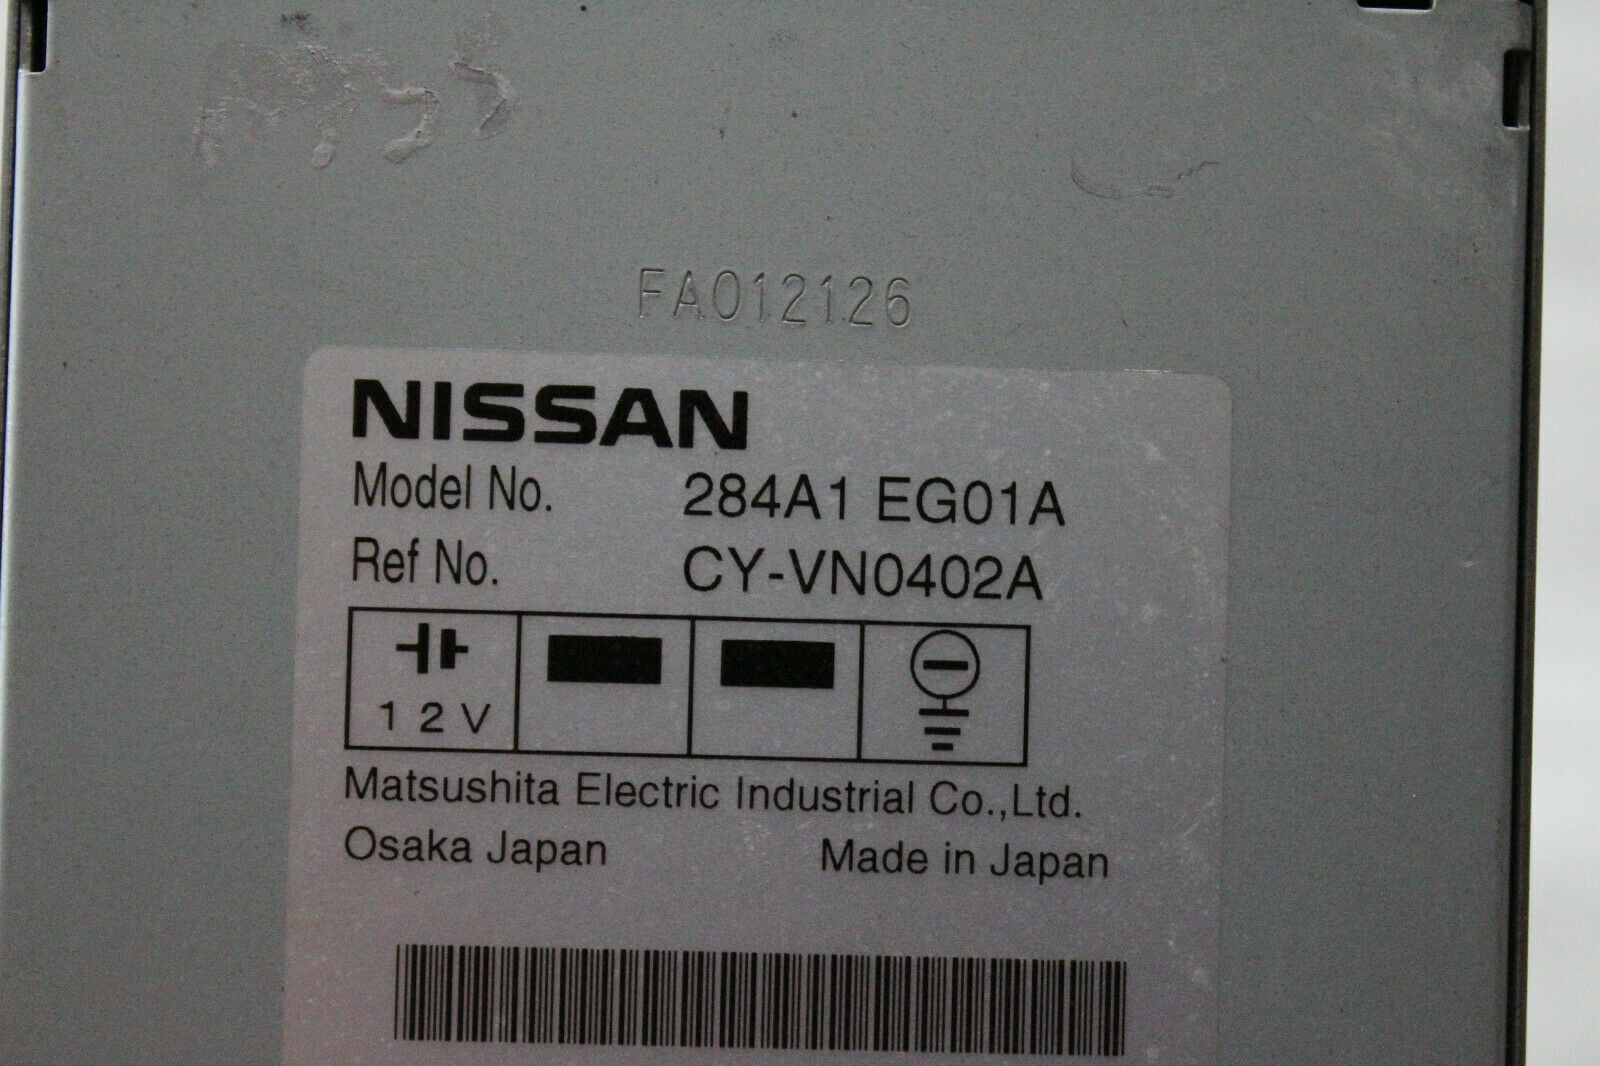 FA012126
NISSAN
Model No. 284A1 EG01A
Ref No. CY-VN0402A
12V
Matsushita Electric Industrial Co.,Ltd.
Osaka Japan Made in Japan